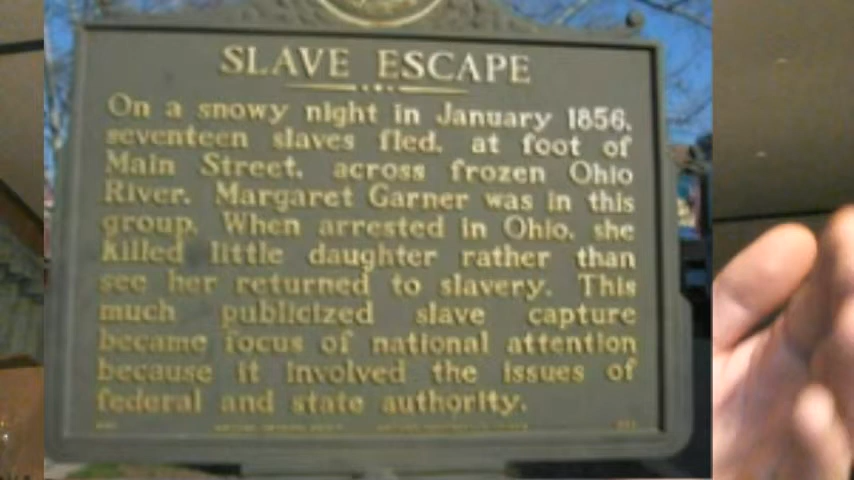 SLAVE ESCAPE
On a snowy night in January 1856,
seventeen slaves fled, at foot of
Main Street, across frozen Ohio
River. Margaret Garner was in this
group. When arrested in Ohio, she
killed little daughter rather than
see her returned to slavery. This
much publicized slave capture
became focus of national attention
because it involved the issues of
federal and state authority.